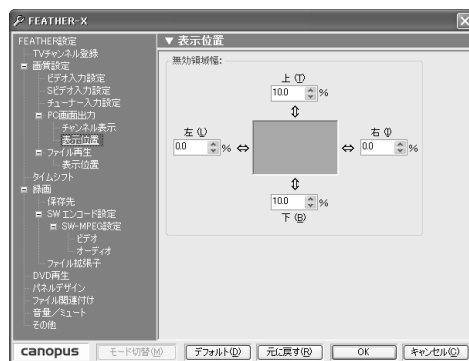 FEATHER-X
FEATHER設定
TVチャンネル登録
画質設定
ビデオ入力設定
Sビデオ入力設定
チューナー入力設定
PC画面出力
チャンネル表示
表示位置
ファイル再生
表示位置
タイムシフト
録画
保存先
SWエンコード設定
SW-MPEG設定
ビデオ
オーディオ
ファイル拡張子
DVD再生
パネルデザイン
ファイル関連付け
音量/ミュート
その他
▼ 表示位置
無効領域幅:
上(T)
10.0 %
左(L)
0.0 %
右(I)
0.0 %
10.0 %
下(B)
canopus
モード切替(M)
デフォルト(D)
元に戻す(R)
OK
キャンセル(C)